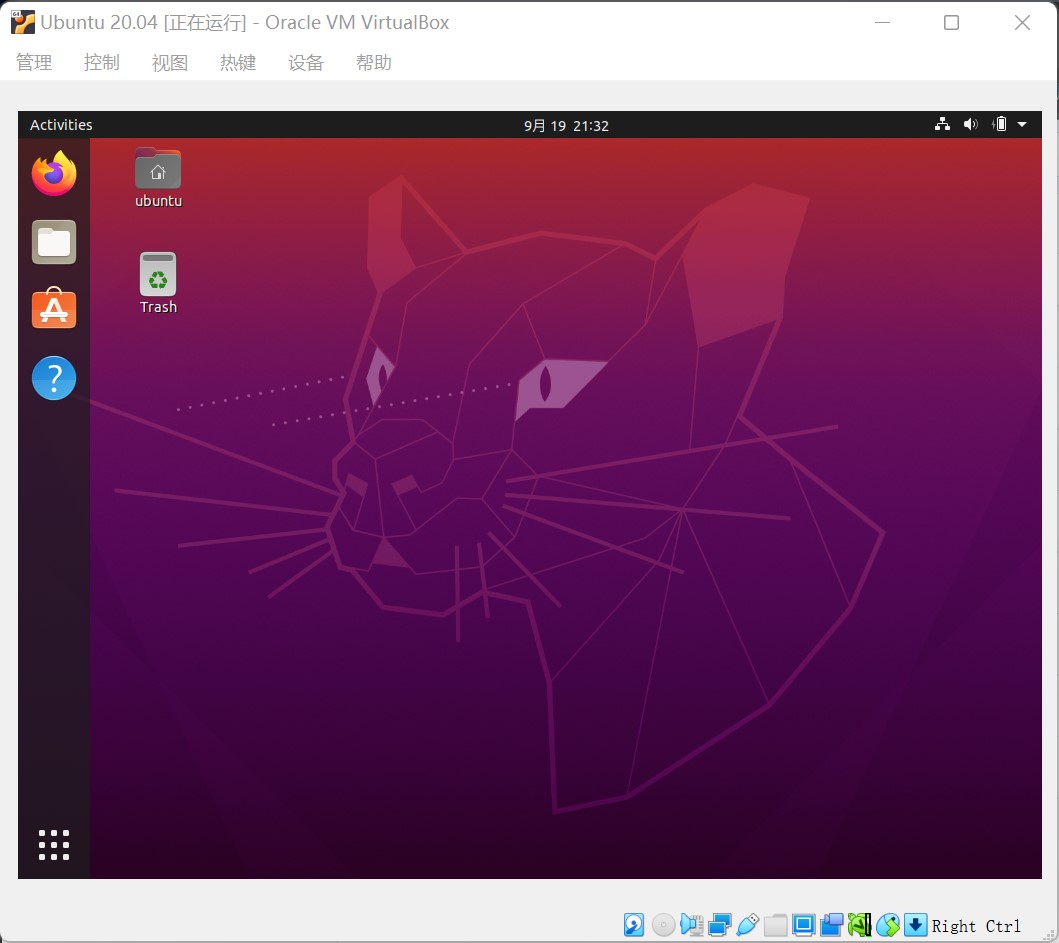 Ubuntu 20.04 [正在运行] - Oracle VM VirtualBox
管理 控制 视图 热键 设备 帮助
Activities 9月 19 21:32
ubuntu
Trash
Right Ctrl